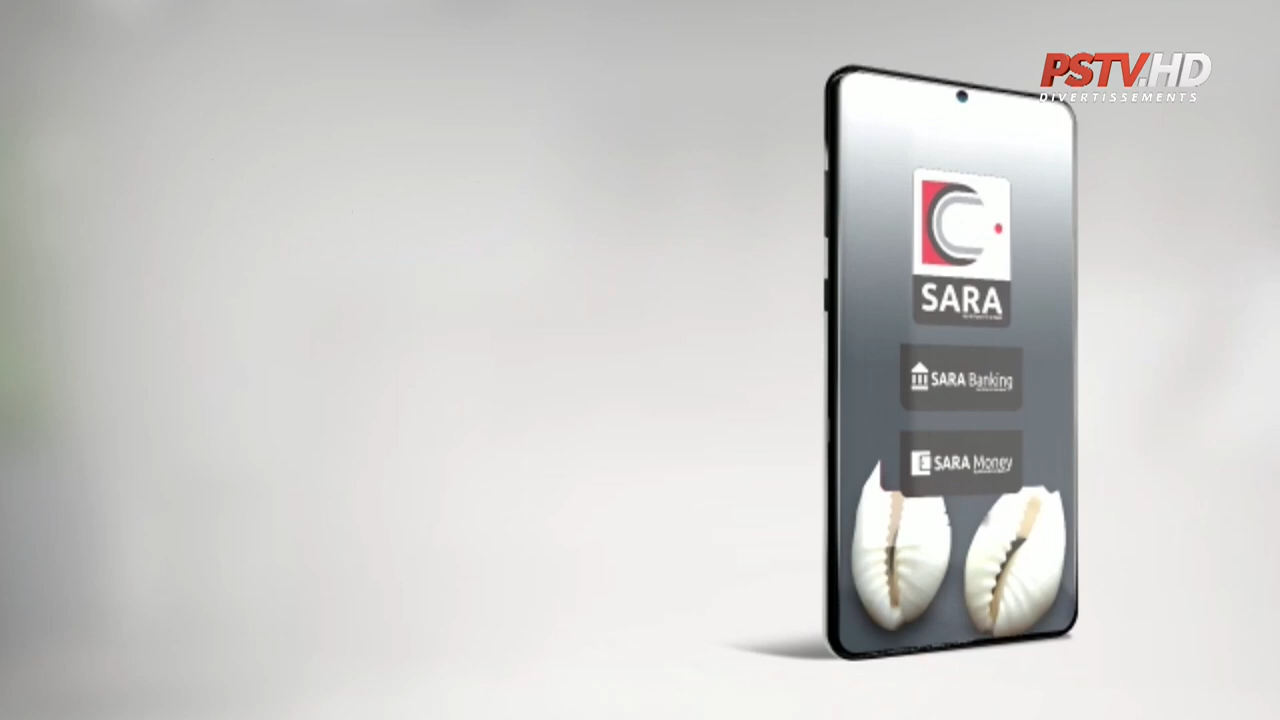 PSTV.HD
DIVERTISSEMENTS
SARA
SARA Banking
SARA Money